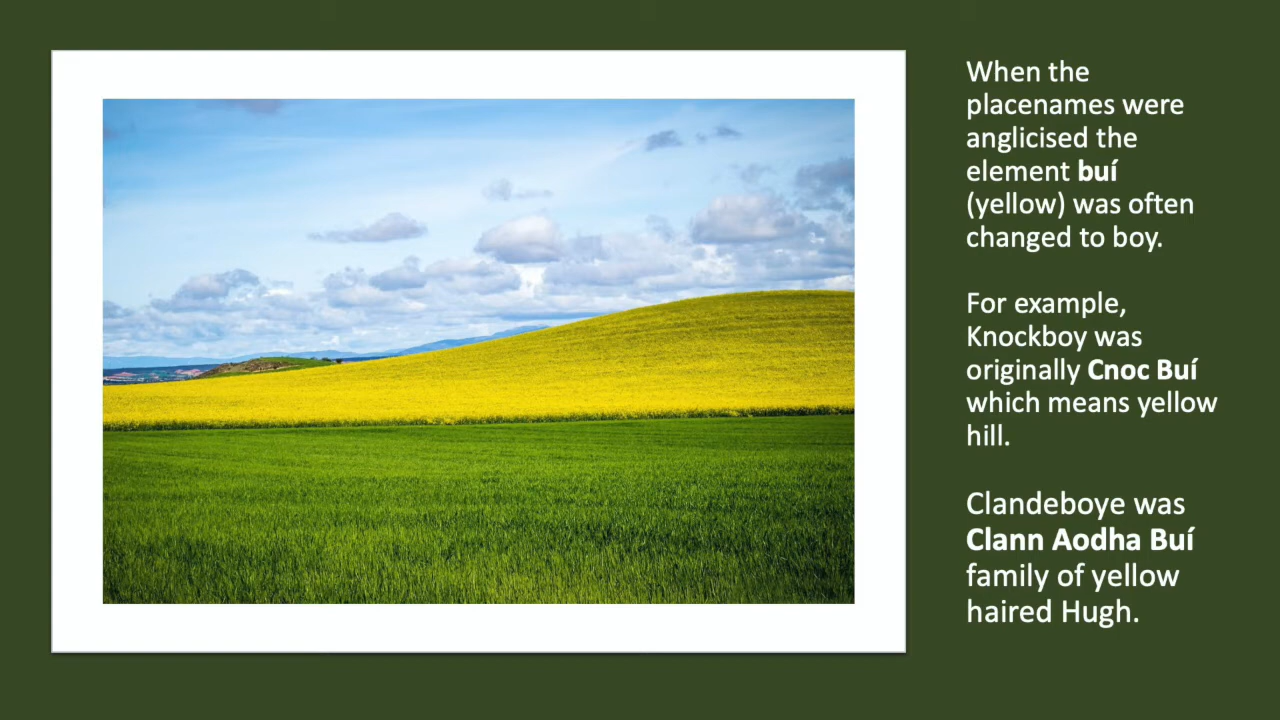 When the
placenames were
anglicised the
element buí
(yellow) was often
changed to boy.
For example,
Knockboy was
originally Cnoc Buí
which means yellow
hill.
Clandeboye was
Clann Aodha Buí
family of yellow
haired Hugh.